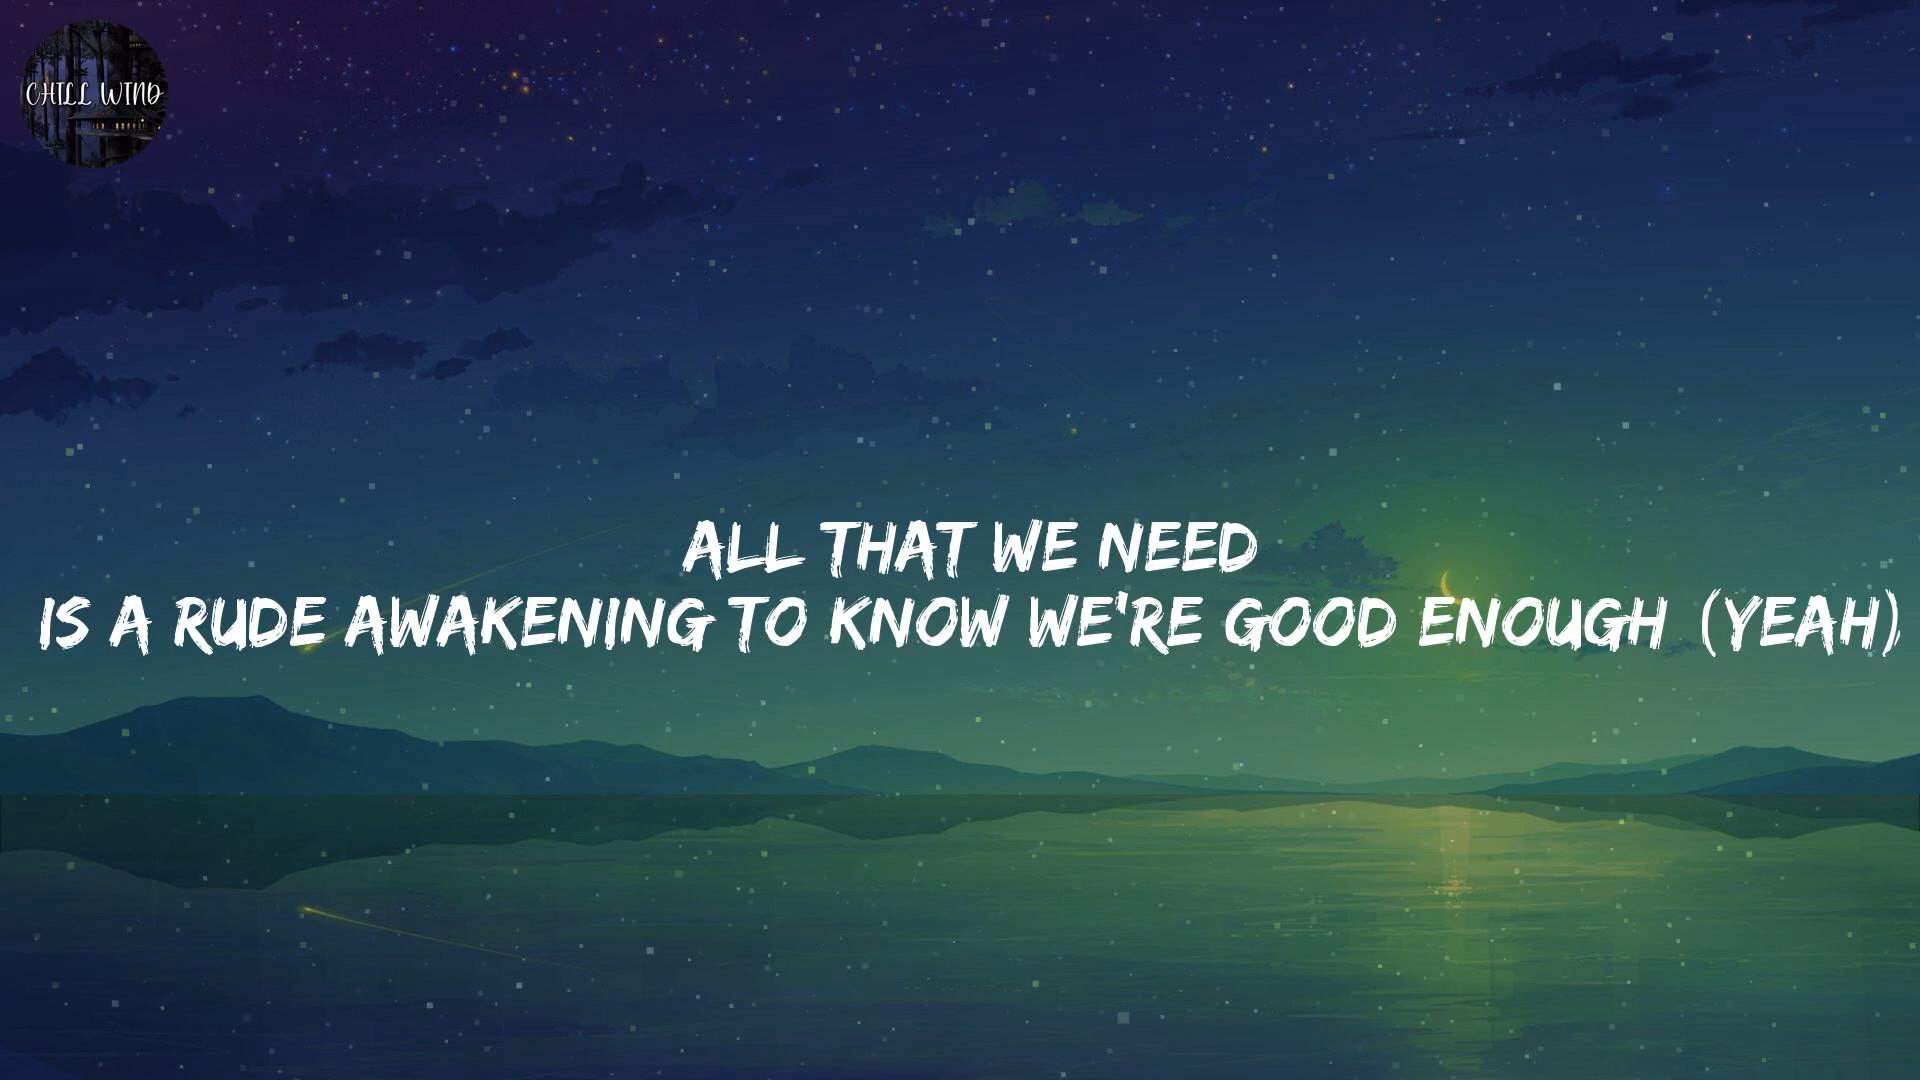 CHILL WIND
ALL THAT WE NEED
IS A RUDE AWAKENING TO KNOW WE'RE GOOD ENOUGH (YEAH)